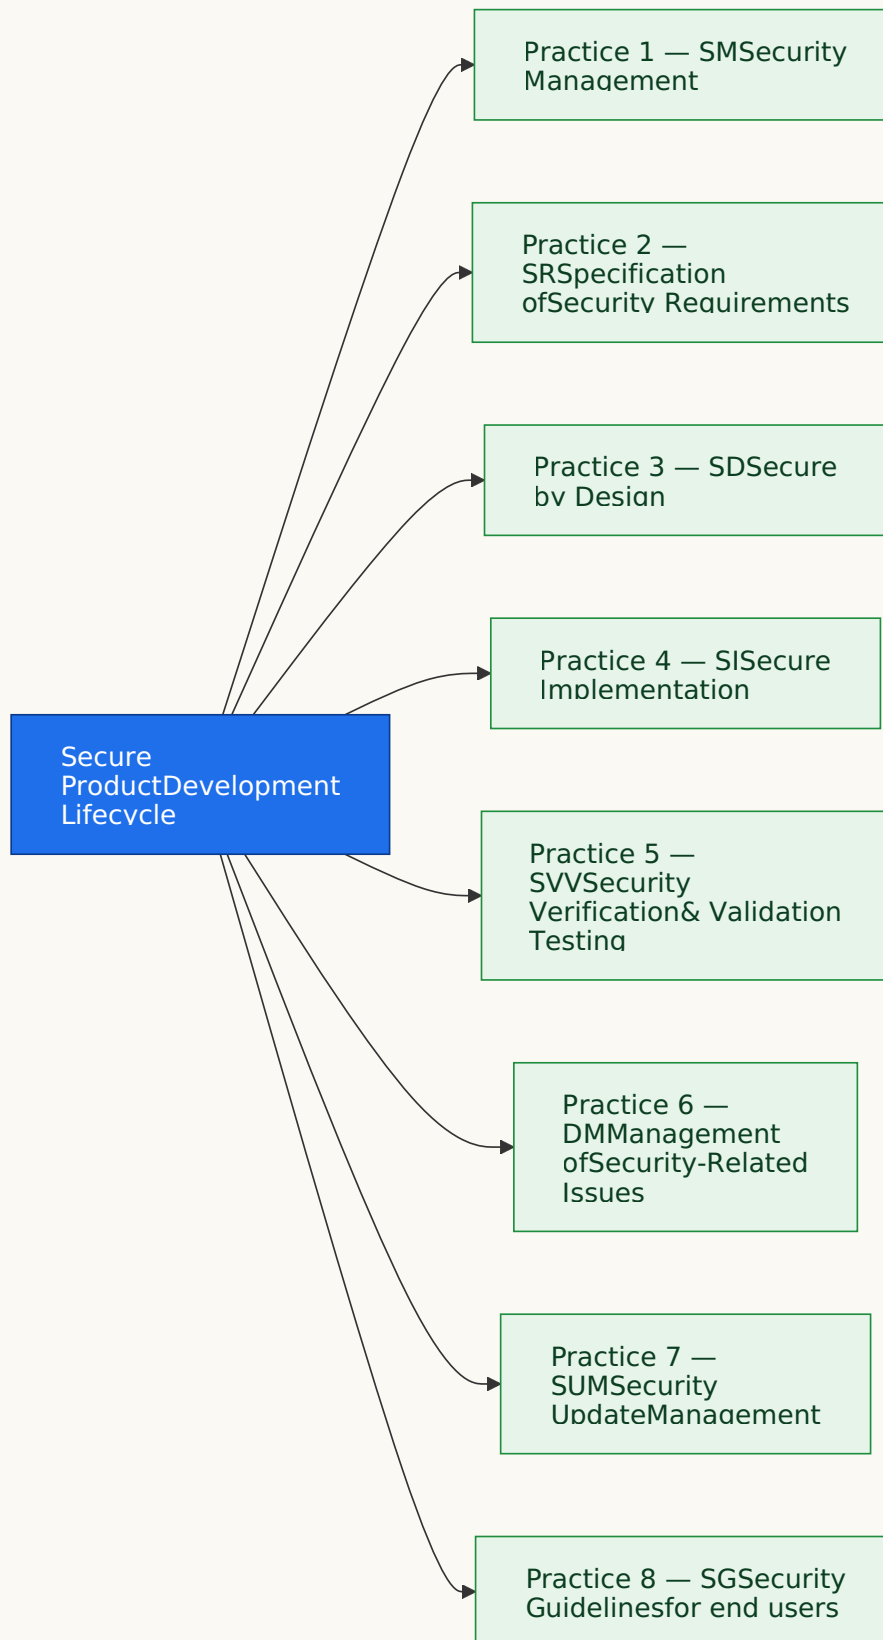 Practice 1 — SMSecurity
Management
Practice 2 —
SRSpecification
ofSecurity Requirements
Practice 3 — SDSecure
by Design
Practice 4 — SISecure
Implementation
Secure
ProductDevelopment
Lifecycle
Practice 5 —
SVVSecurity
Verification& Validation
Testing
Practice 6 —
DMManagement
ofSecurity-Related
Issues
Practice 7 —
SUMSecurity
UpdateManagement
Practice 8 — SGSecurity
Guidelinesfor end users